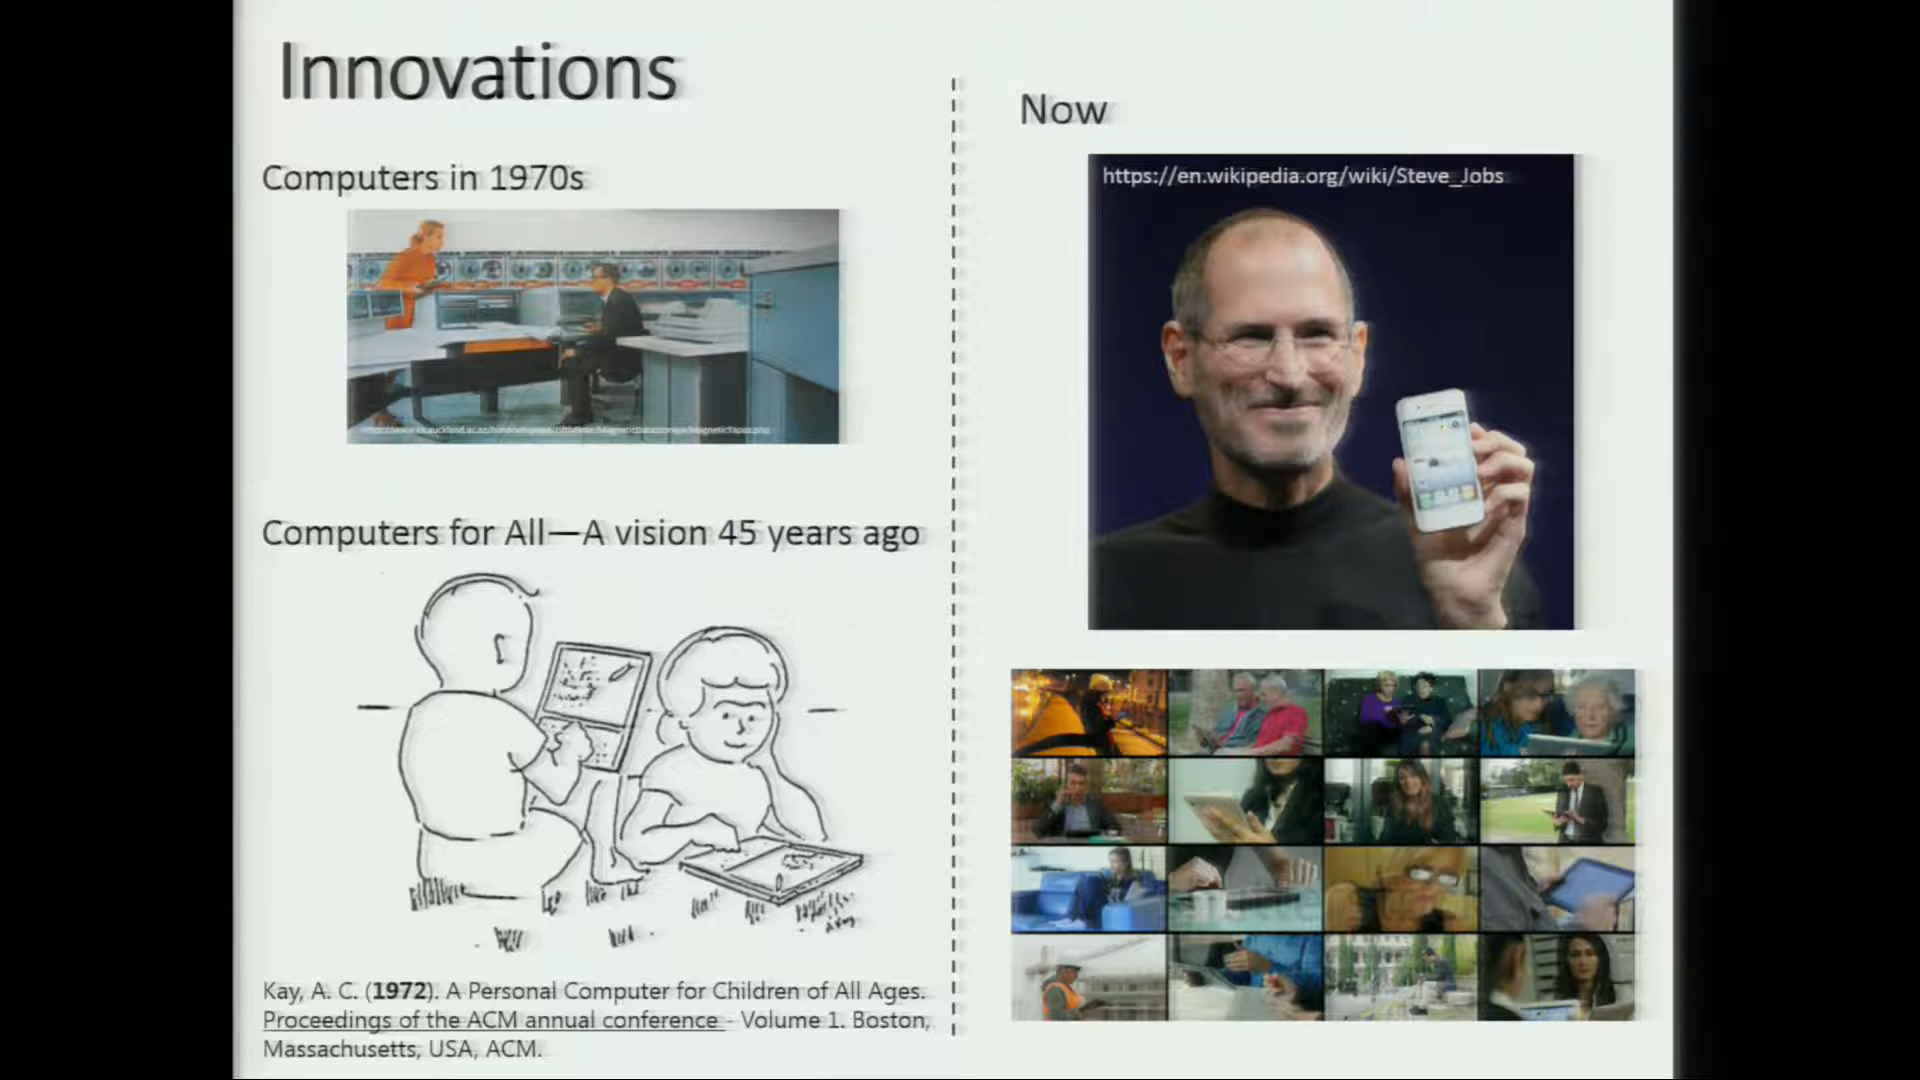 Innovations
Computers in 1970s
Computers for All—A vision 45 years ago
Kay, A. C. (1972). A Personal Computer for Children of All Ages.
Proceedings of the ACM annual conference - Volume 1. Boston,
Massachusetts, USA, ACM.
Now
https://en.wikipedia.org/wiki/Steve_Jobs